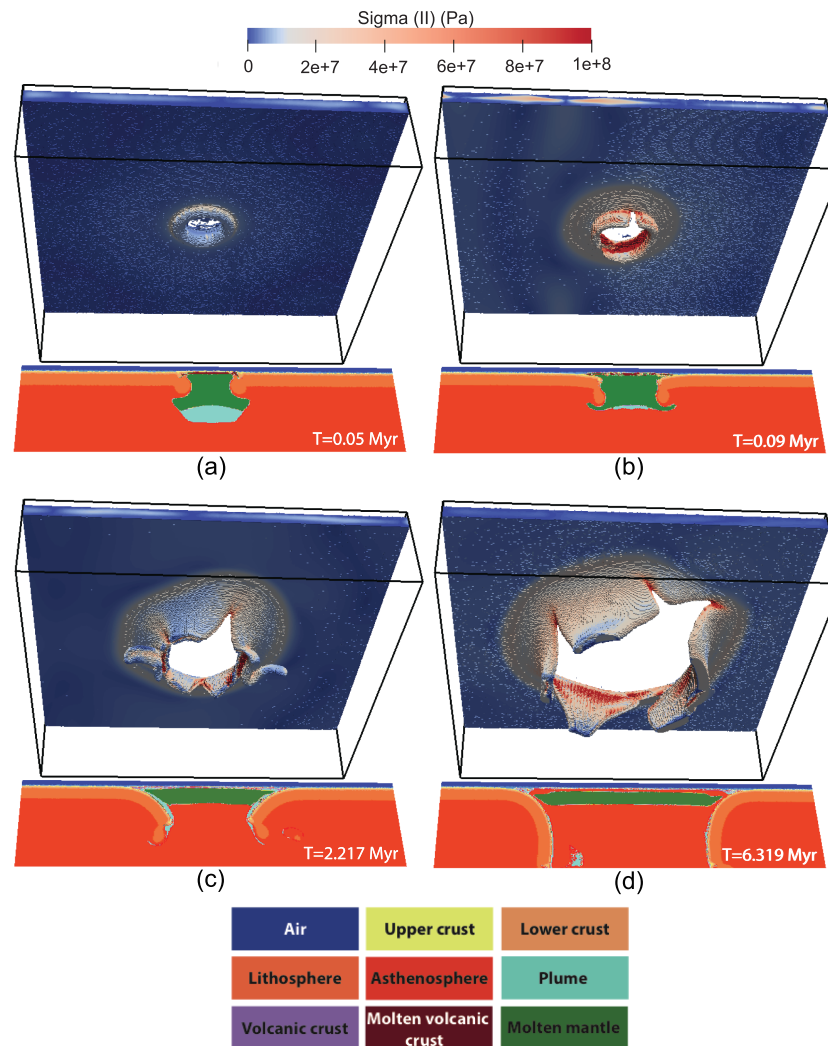 Sigma (II) (Pa)
0 2e+7 4e+7 6e+7 8e+7 1e+8
T=0.05 Myr
T=0.09 Myr
(a)
(b)
T=2.217 Myr
T=6.319 Myr
(c)
(d)
Air
Upper crust
Lower crust
Lithosphere
Asthenosphere
Plume
Volcanic crust
Molten volcanic
crust
Molten mantle